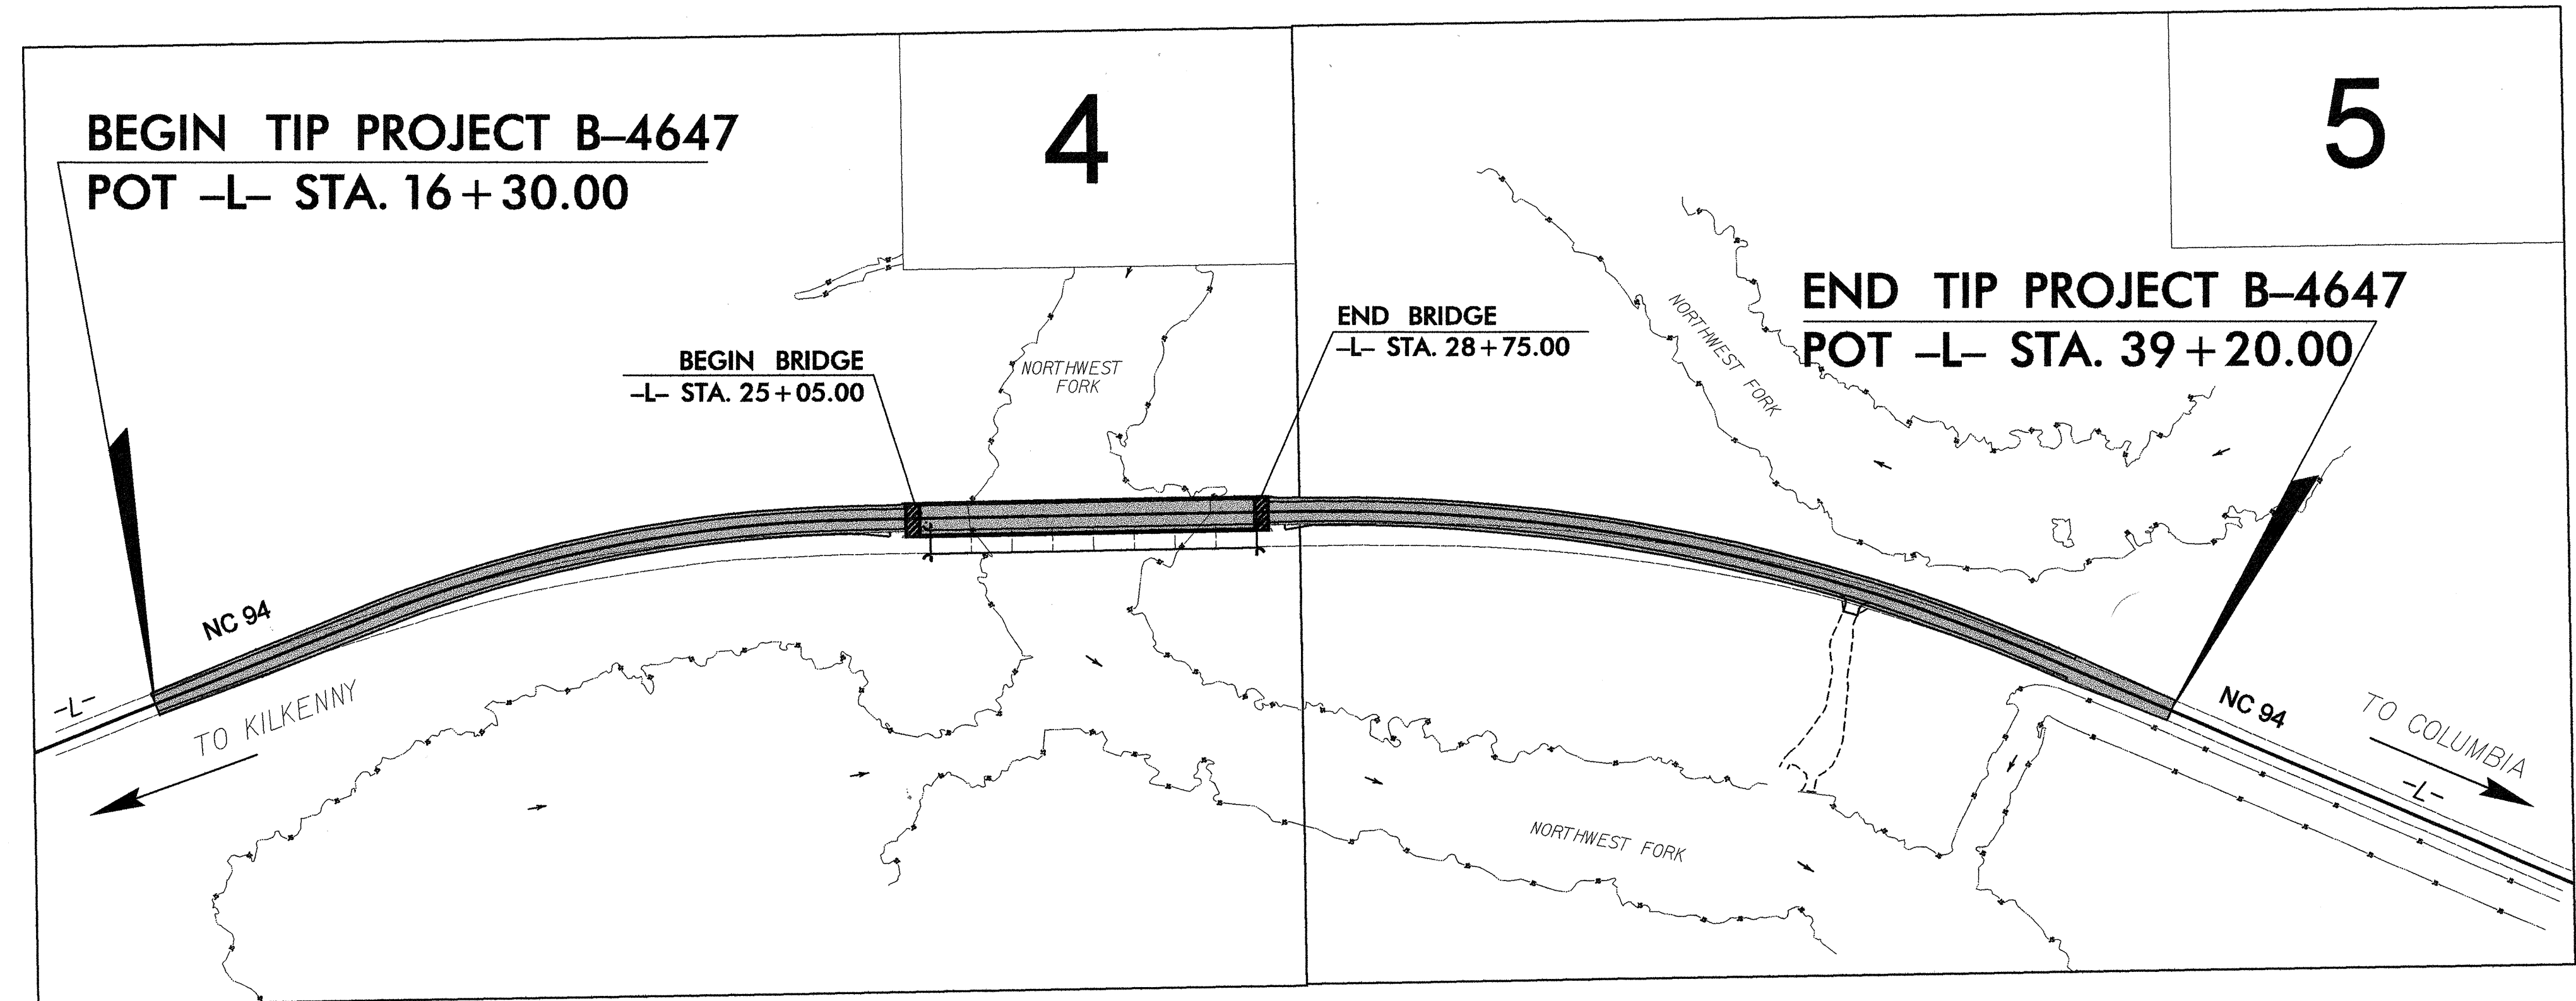 BEGIN TIP PROJECT B–4647
POT –L– STA. 16+30.00
4
5
END TIP PROJECT B–4647
POT –L– STA. 39+20.00
BEGIN BRIDGE
–L– STA. 25+05.00
END BRIDGE
–L– STA. 28+75.00
NORTHWEST
FORK
NORTHWEST FORK
NC 94
–L–
TO KILKENNY
NC 94
TO COLUMBIA
–L–
NORTHWEST FORK